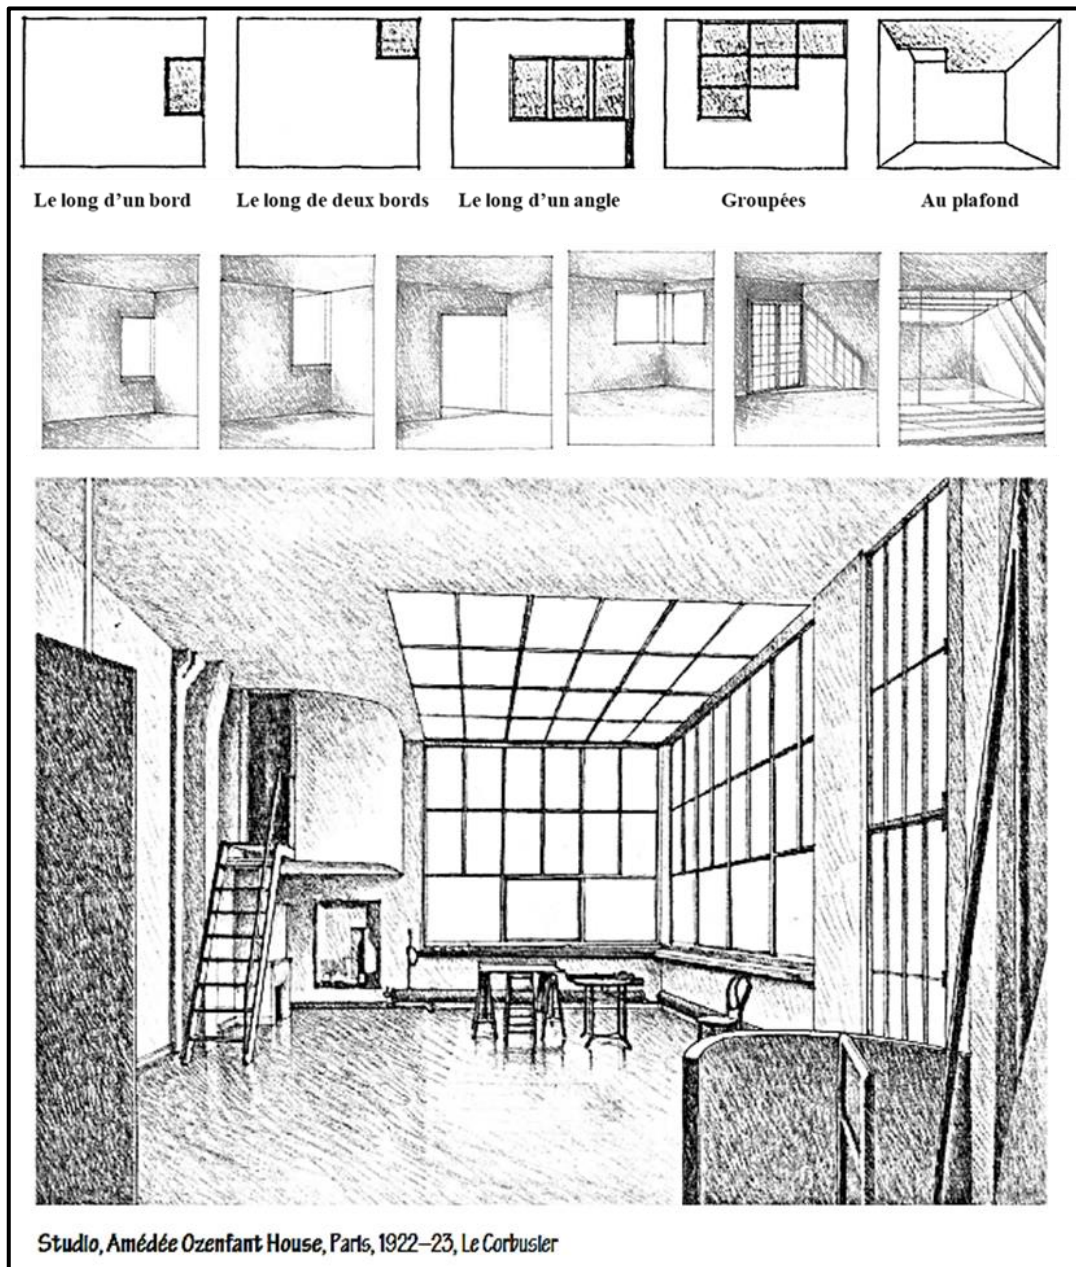 Le long d’un bord
Le long de deux bords
Le long d’un angle
Groupées
Au plafond
Studio, Amédée Ozenfant House, Paris, 1922–23, Le Corbusier